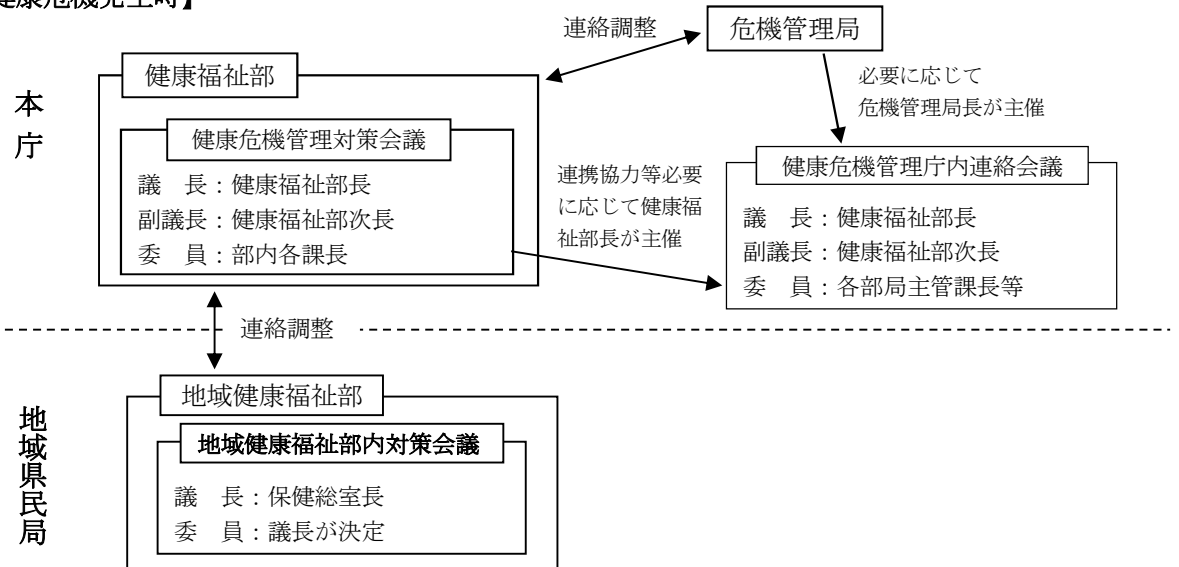 健康危機発生時】
連絡調整
危機管理局
健康福祉部
必要に応じて
危機管理局長が主催
本庁
健康危機管理対策会議
議　長：健康福祉部長
副議長：健康福祉部次長
委　員：部内各課長
連携協力等必要
に応じて健康福
祉部長が主催
健康危機管理庁内連絡会議
議　長：健康福祉部長
副議長：健康福祉部次長
委　員：各部局主管課長等
連絡調整
地域県民局
地域健康福祉部
地域健康福祉部内対策会議
議　長：保健総室長
委　員：議長が決定